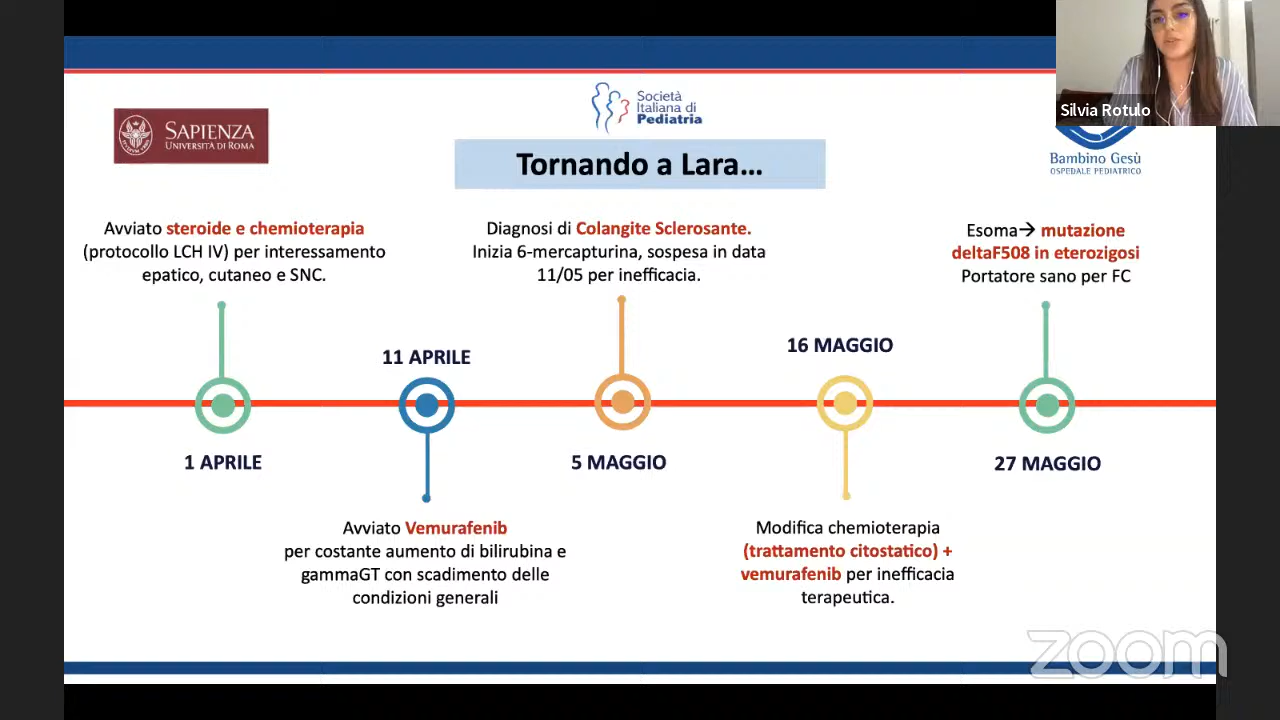 Silvia Rotulo
SAPIENZA
UNIVERSITÀ DI ROMA
Società
Italiana di
Pediatria
Bambino Gesù
OSPEDALE PEDIATRICO
Tornando a Lara...
Avviato steroide e chemioterapia
(protocollo LCH IV) per interessamento
epatico, cutaneo e SNC.
1 APRILE
11 APRILE
Avviato Vemurafenib
per costante aumento di bilirubina e
gammaGT con scadimento delle
condizioni generali
Diagnosi di Colangite Sclerosante.
Inizia 6-mercapturina, sospesa in data
11/05 per inefficacia.
5 MAGGIO
16 MAGGIO
Modifica chemioterapia
(trattamento citostatico) +
vemurafenib per inefficacia
terapeutica.
Esoma→ mutazione
deltaF508 in eterozigosi
Portatore sano per FC
27 MAGGIO
zoom